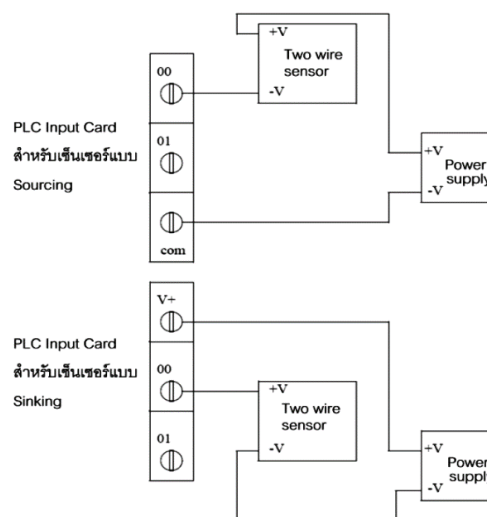 +V
Two wire
sensor
-V
00
01
com
PLC Input Card
สำหรับเซ็นเซอร์แบบ
Sourcing
+V
Power
supply
-V
V+
00
01
PLC Input Card
สำหรับเซ็นเซอร์แบบ
Sinking
+V
Two wire
sensor
-V
+V
Power
supply
-V